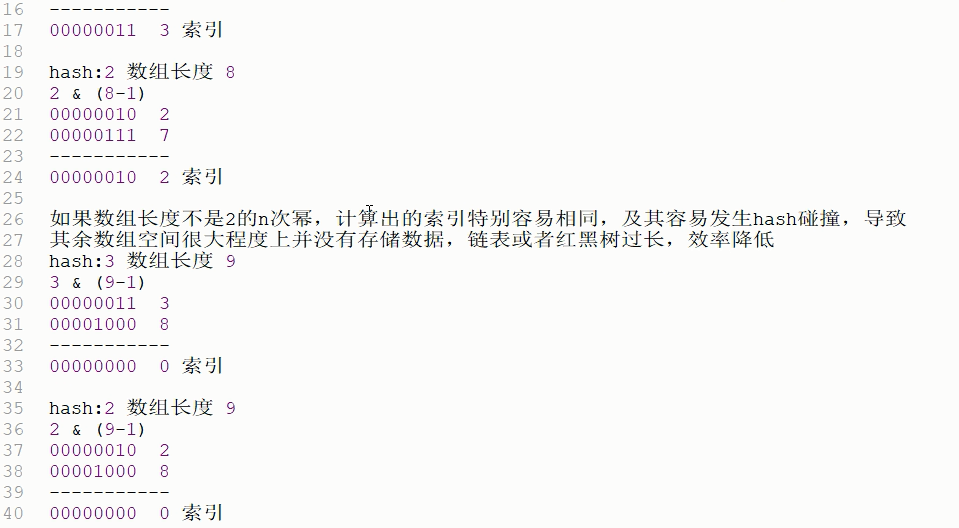 16 -----------
17 00000011  3 索引
18
19 hash:2 数组长度 8
20 2 & (8-1)
21 00000010  2
22 00000111  7
23 -----------
24 00000010  2 索引
25
26 如果数组长度不是2的n次幂，计算出的索引特别容易相同，及其容易发生hash碰撞，导致
27 其余数组空间很大程度上并没有存储数据，链表或者红黑树过长，效率降低
28 hash:3 数组长度 9
29 3 & (9-1)
30 00000011  3
31 00001000  8
32 -----------
33 00000000  0 索引
34
35 hash:2 数组长度 9
36 2 & (9-1)
37 00000010  2
38 00001000  8
39 -----------
40 00000000  0 索引